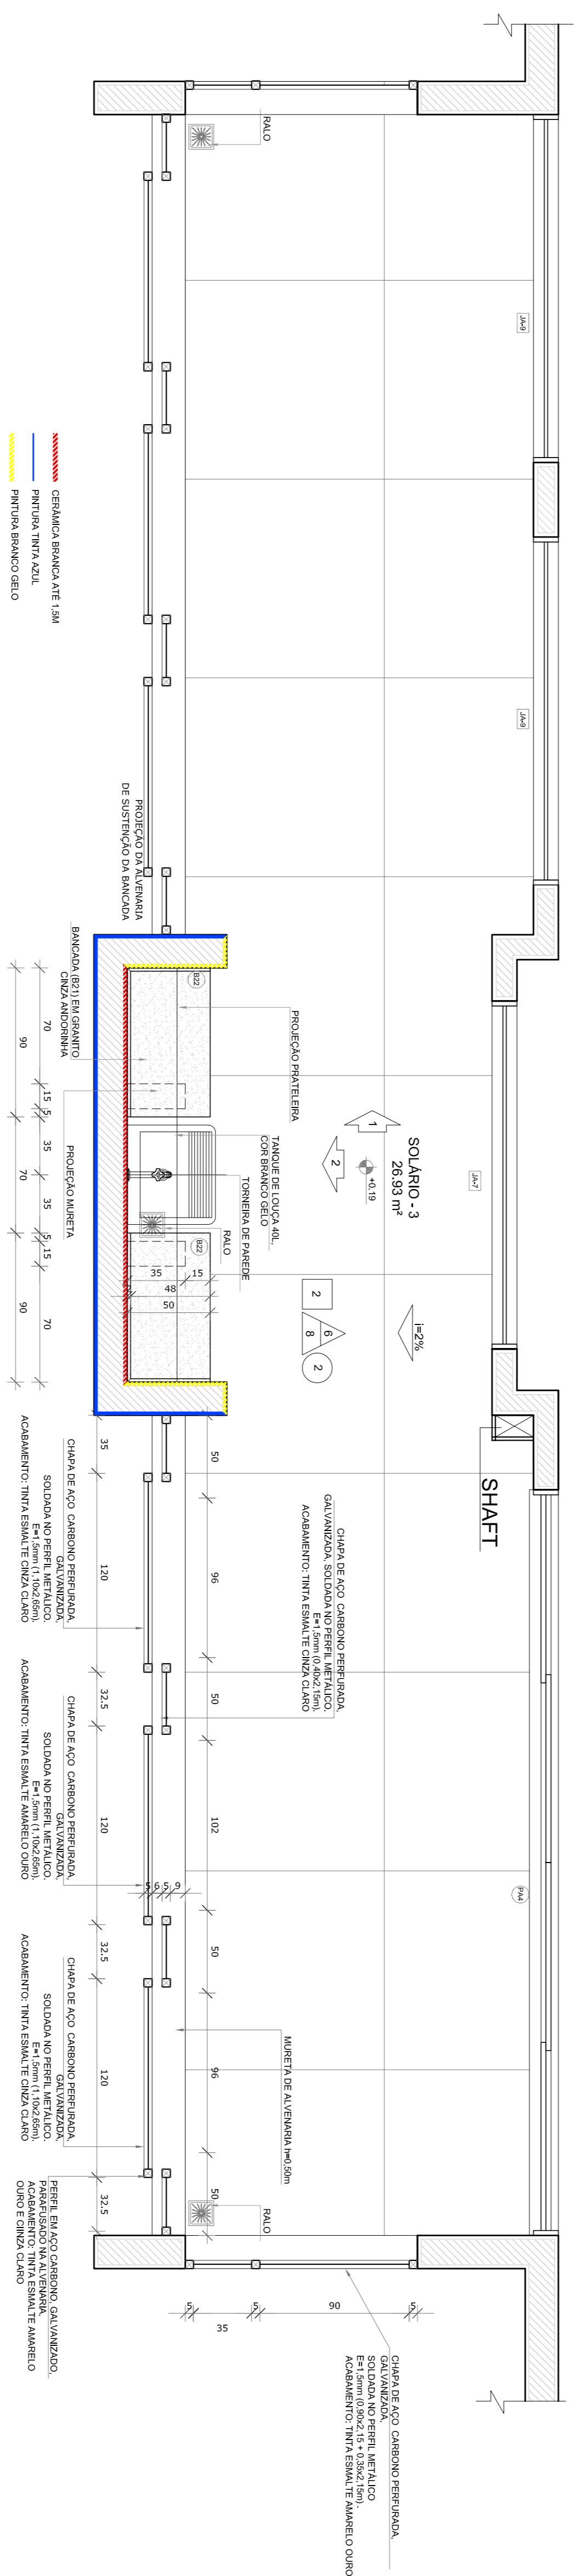 RALO
JA-9
JA-9
CERÂMICA BRANCA ATÉ 1,5M
PINTURA TINTA AZUL
PINTURA BRANCO GELO
PROJEÇÃO DA ALVENARIA
DE SUSTENÇÃO DA BANCADA
BANCADA (B21) EM GRANITO
CINZA ANDORINHA
B22
PROJEÇÃO PRATELEIRA
TANQUE DE LOUÇA 40L,
COR BRANCO GELO
TORNEIRA DE PAREDE
RALO
B22
PROJEÇÃO MURETA
70
15
5
35
35
5
15
70
90
70
90
35
15
48
50
JA-7
SOLÁRIO - 3
26.93 m²
+0,19
1
2
i=2%
2
6
8
2
SHAFT
50
96
50
102
50
96
50
35
120
32.5
120
32.5
120
32.5
5
6
5
9
CHAPA DE AÇO CARBONO PERFURADA,
GALVANIZADA, SOLDADA NO PERFIL METÁLICO.
E=1,5mm (0,40x2,15m).
ACABAMENTO: TINTA ESMALTE CINZA CLARO
CHAPA DE AÇO CARBONO PERFURADA,
GALVANIZADA,
SOLDADA NO PERFIL METÁLICO.
E=1,5mm (1,10x2,65m).
ACABAMENTO: TINTA ESMALTE CINZA CLARO
CHAPA DE AÇO CARBONO PERFURADA,
GALVANIZADA,
SOLDADA NO PERFIL METÁLICO.
E=1,5mm (1,10x2,65m).
ACABAMENTO: TINTA ESMALTE AMARELO OURO
CHAPA DE AÇO CARBONO PERFURADA,
GALVANIZADA,
SOLDADA NO PERFIL METÁLICO.
E=1,5mm (1,10x2,65m).
ACABAMENTO: TINTA ESMALTE CINZA CLARO
PA4
MURETA DE ALVENARIA h=0,50m
RALO
PERFIL EM AÇO CARBONO, GALVANIZADO,
PARAFUSADO NA ALVENARIA.
ACABAMENTO: TINTA ESMALTE AMARELO
OURO E CIINZA CLARO
5
35
5
90
5
CHAPA DE AÇO CARBONO PERFURADA,
GALVANIZADA,
SOLDADA NO PERFIL METÁLICO
E=1,5mm (0,90x2,15 + 0,35x2,15m) .
ACABAMENTO: TINTA ESMALTE AMARELO OURO